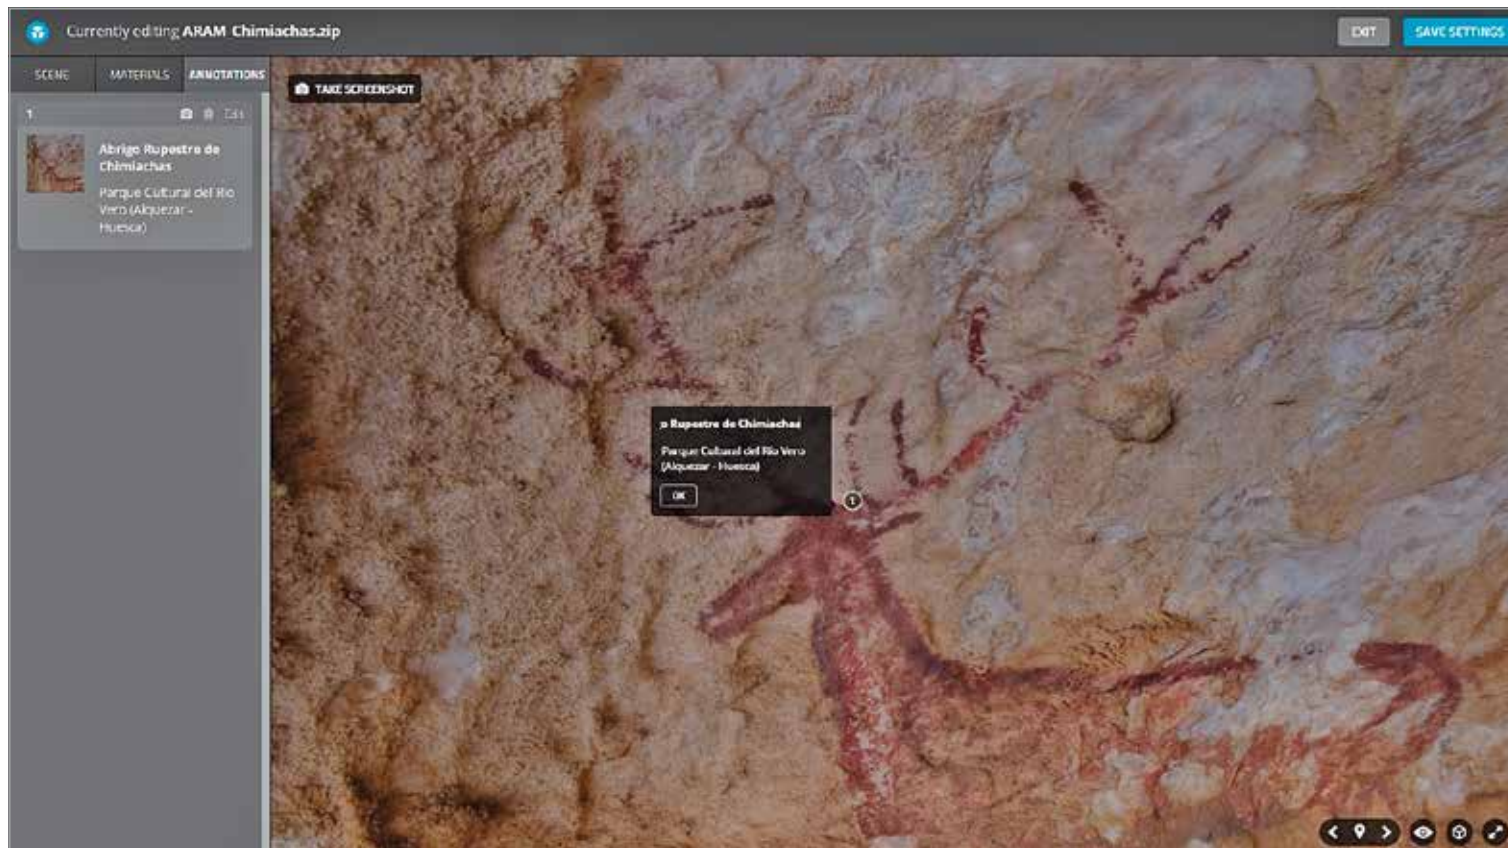 Currently editing ARAM Chimiachas.zip
EXIT
SAVE SETTINGS
SCENE
MATERIALS
ANNOTATIONS
TAKE SCREENSHOT
1
Edit
Abrigo Rupestre de
Chimiachas
Parque Cultural del Río
Vero (Alquezar -
Huesca)
o Rupestre de Chimiachas
Parque Cultural del Río Vero
(Alquezar - Huesca)
OK
1